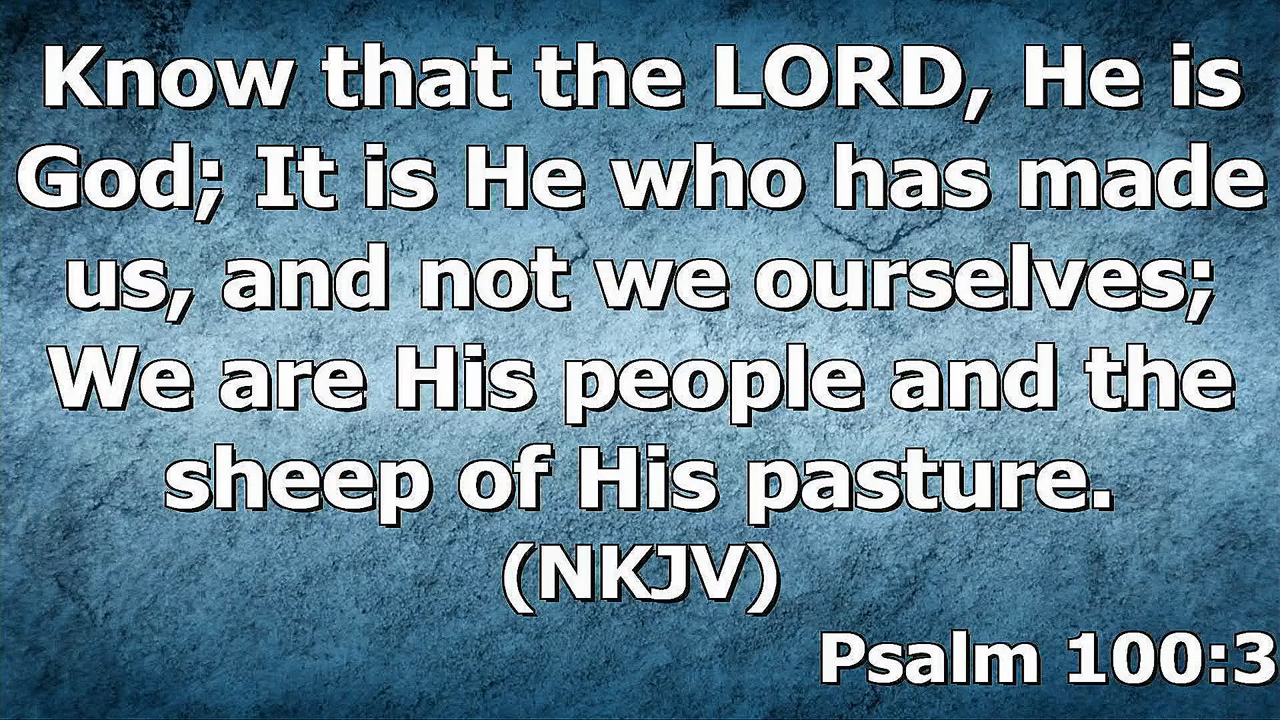 Know that the LORD, He is
God; It is He who has made
us, and not we ourselves;
We are His people and the
sheep of His pasture.
(NKJV)
Psalm 100:3